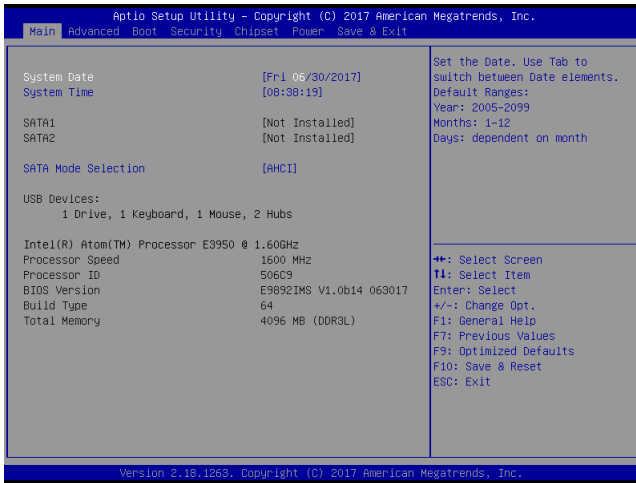 Aptio Setup Utility – Copyright (C) 2017 American Megatrends, Inc.
Main Advanced Boot Security Chipset Power Save & Exit
System Date [Fri 06/30/2017]
System Time [08:38:19]
SATA1 [Not Installed]
SATA2 [Not Installed]
SATA Mode Selection [AHCI]
USB Devices:
1 Drive, 1 Keyboard, 1 Mouse, 2 Hubs
Intel(R) Atom(TM) Processor E3950 @ 1.60GHz
Processor Speed 1600 MHz
Processor ID 506C9
BIOS Version E9892IMS V1.0b14 063017
Build Type 64
Total Memory 4096 MB (DDR3L)
Set the Date. Use Tab to
switch between Date elements.
Default Ranges:
Year: 2005-2099
Months: 1-12
Days: dependent on month
→←: Select Screen
↑↓: Select Item
Enter: Select
+/-: Change Opt.
F1: General Help
F7: Previous Values
F9: Optimized Defaults
F10: Save & Reset
ESC: Exit
Version 2.18.1263. Copyright (C) 2017 American Megatrends, Inc.